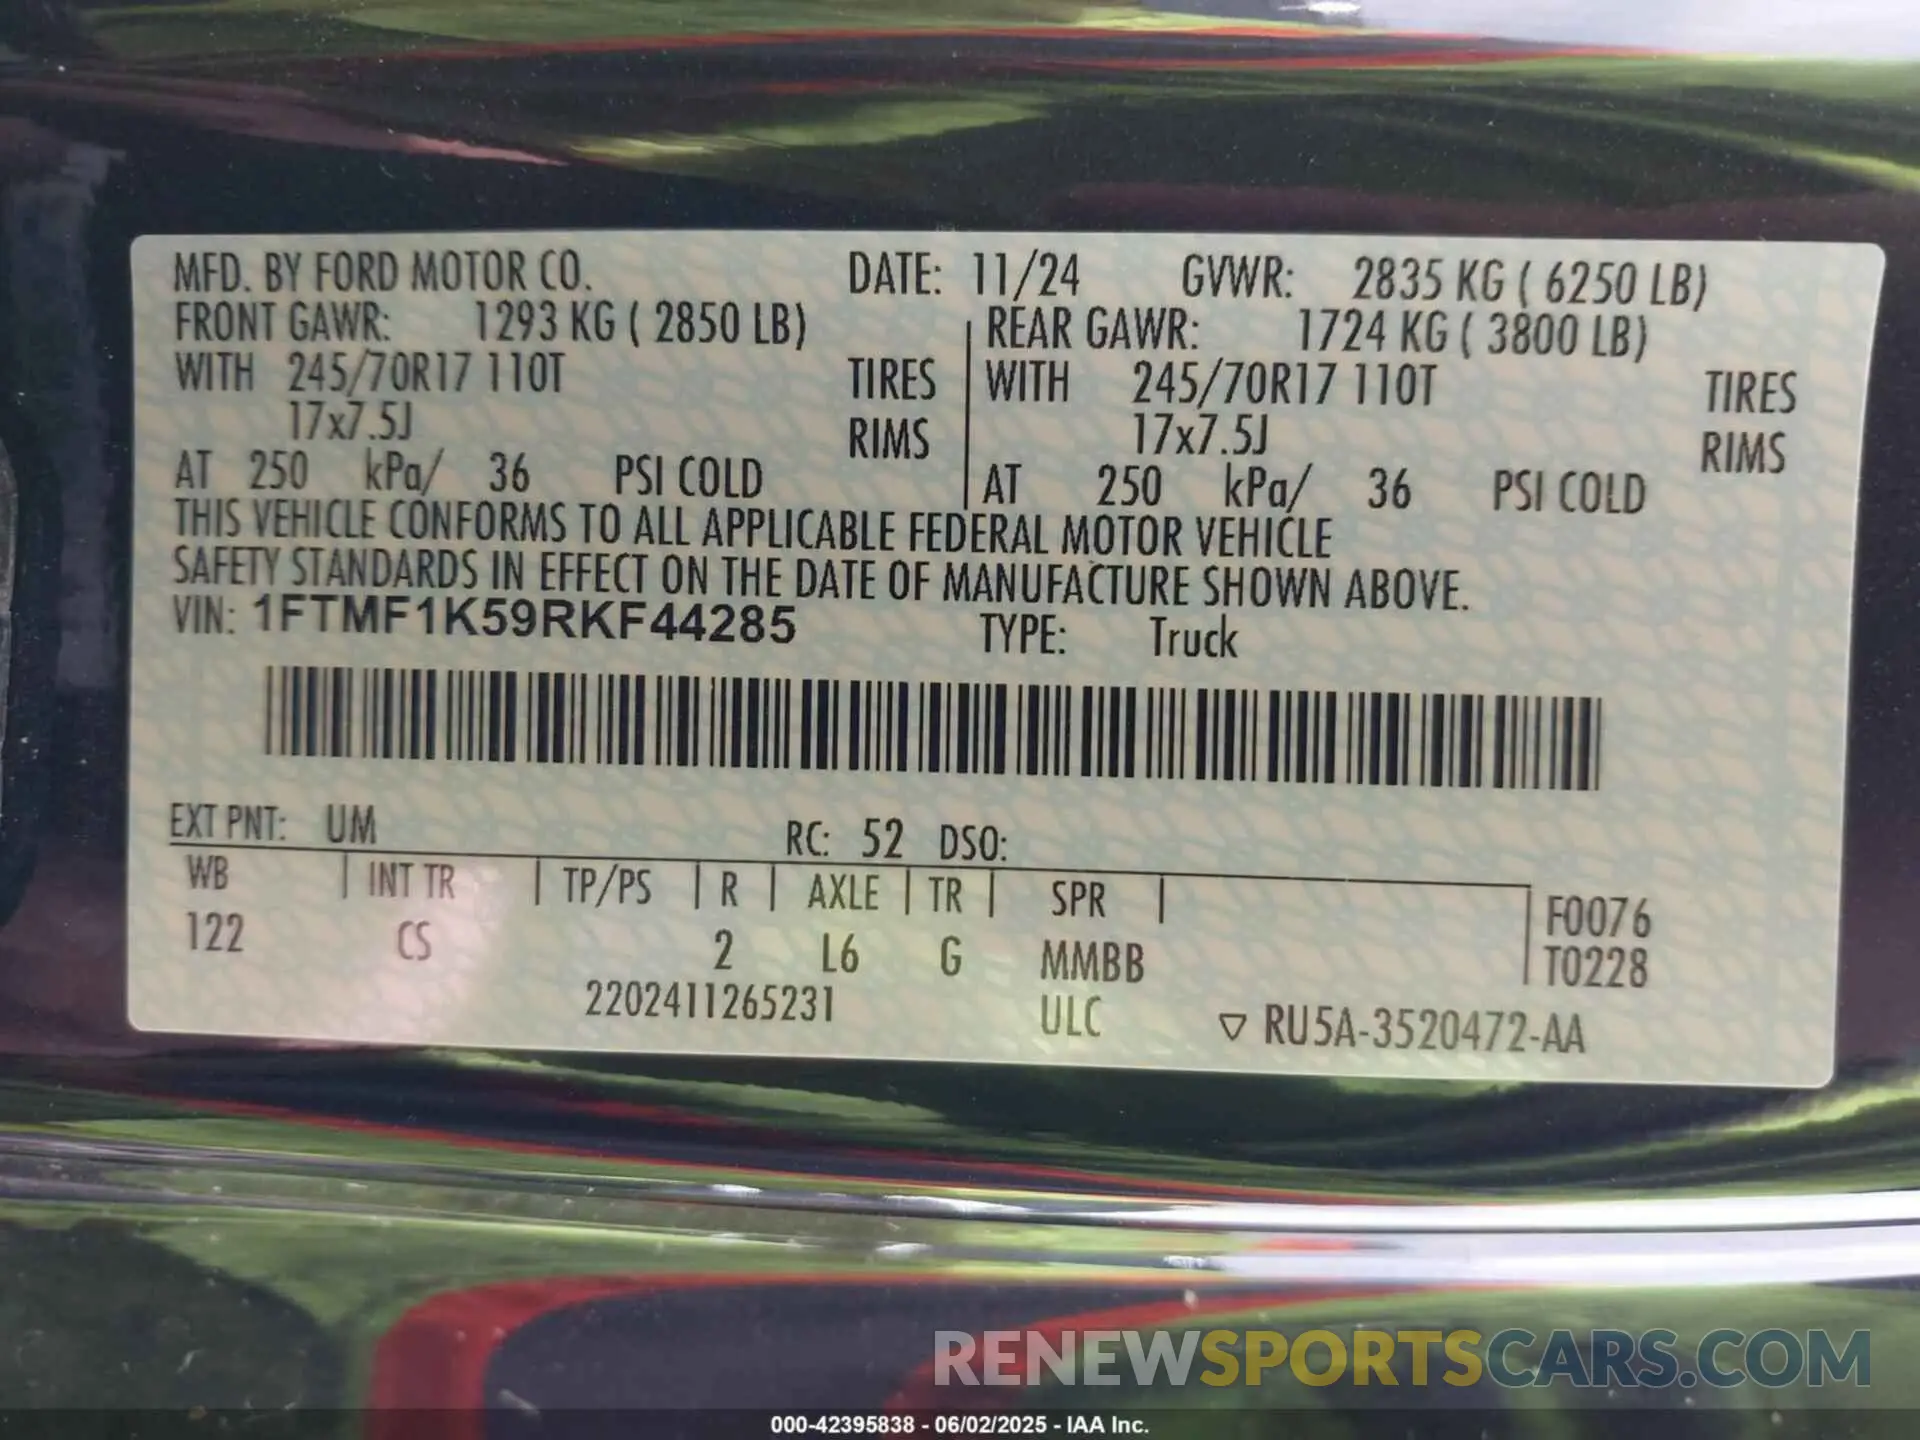 MFD. BY FORD MOTOR CO. DATE: 11/24 GVWR: 2835 KG ( 6250 LB)
FRONT GAWR: 1293 KG ( 2850 LB) REAR GAWR: 1724 KG ( 3800 LB)
WITH 245/70R17 110T TIRES WITH 245/70R17 110T TIRES
17x7.5J RIMS 17x7.5J RIMS
AT 250 kPa/ 36 PSI COLD AT 250 kPa/ 36 PSI COLD
THIS VEHICLE CONFORMS TO ALL APPLICABLE FEDERAL MOTOR VEHICLE
SAFETY STANDARDS IN EFFECT ON THE DATE OF MANUFACTURE SHOWN ABOVE.
VIN: 1FTMF1K59RKF44285 TYPE: Truck
EXT PNT: UM RC: 52 DSO:
WB INT TR TP/PS R AXLE TR SPR F0076
122 CS 2 L6 G MMBB T0228
2202411265231 ULC ▽ RU5A-3520472-AA
RENEWSPORTSCARS.COM
000-42395838 - 06/02/2025 - IAA Inc.